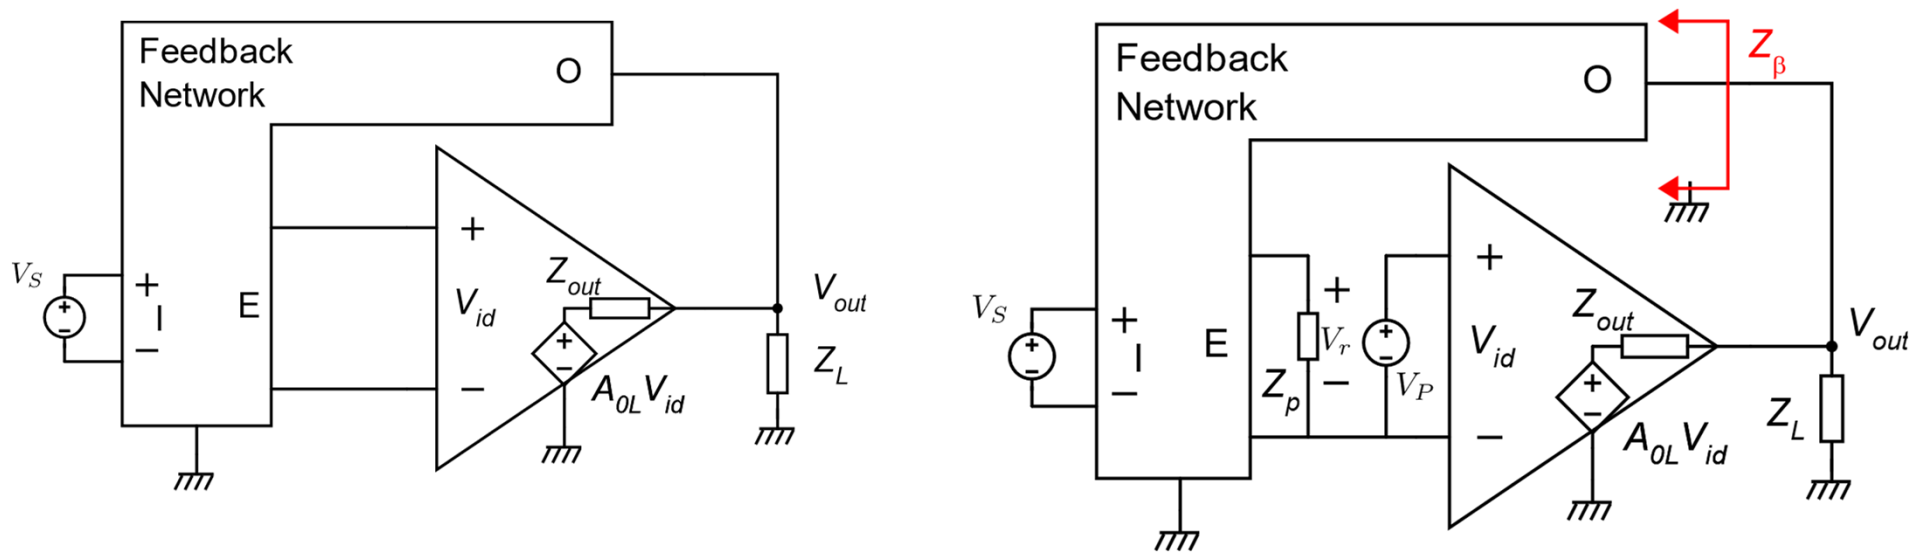 Feedback
Network
O
E
I
+
−
V_S
+
−
+
−
V_id
Z_out
+
−
A_0L V_id
V_out
Z_L
Feedback
Network
O
Z_β
E
I
+
−
V_S
+
−
+
V_r
−
Z_p
+
−
V_P
+
−
V_id
Z_out
+
−
A_0L V_id
V_out
Z_L